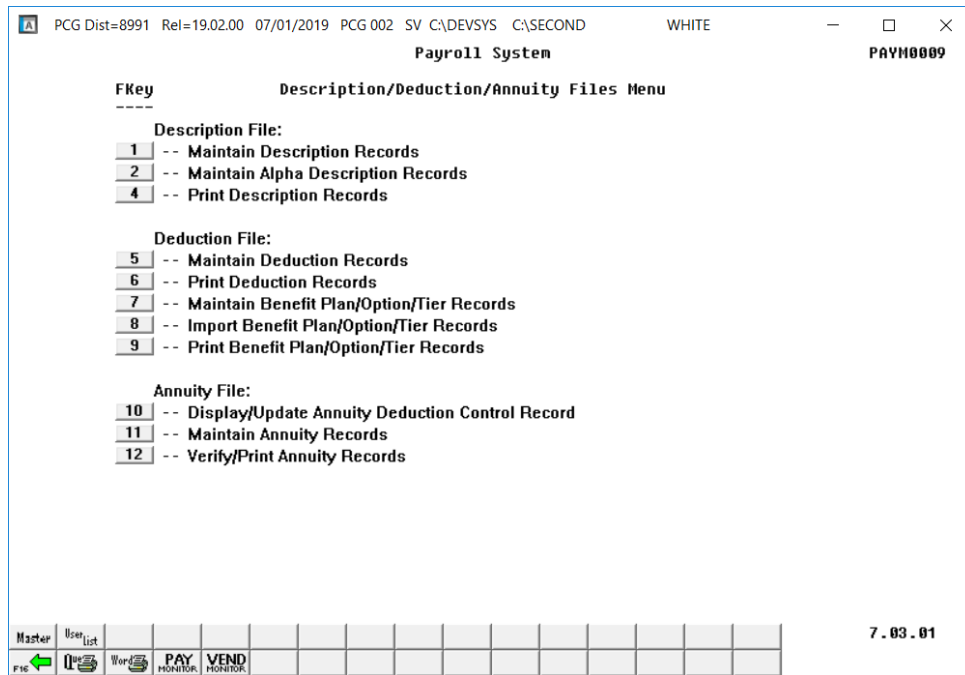 A PCG Dist=8991 Rel=19.02.00 07/01/2019 PCG 002 SV C:\DEVSYS C:\SECOND WHITE
Payroll System PAYM0009
FKey Description/Deduction/Annuity Files Menu
----
Description File:
1 -- Maintain Description Records
2 -- Maintain Alpha Description Records
4 -- Print Description Records
Deduction File:
5 -- Maintain Deduction Records
6 -- Print Deduction Records
7 -- Maintain Benefit Plan/Option/Tier Records
8 -- Import Benefit Plan/Option/Tier Records
9 -- Print Benefit Plan/Option/Tier Records
Annuity File:
10 -- Display/Update Annuity Deduction Control Record
11 -- Maintain Annuity Records
12 -- Verify/Print Annuity Records
Master User List 7.03.01
F16 Que Word PAY MONITOR VEND MONITOR